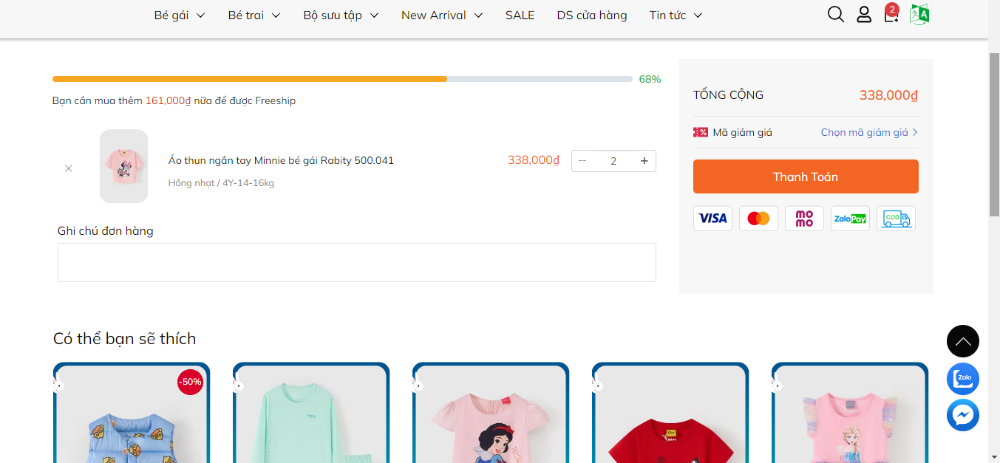 Bé gái Bé trai Bộ sưu tập New Arrival SALE DS cửa hàng Tin tức 2
68%
Bạn cần mua thêm 161,000₫ nữa để được Freeship
TỔNG CỘNG 338,000₫
Mã giảm giá Chọn mã giảm giá
Áo thun ngắn tay Minnie bé gái Rabity 500.041 338,000₫ 2
Hồng nhạt / 4Y-14-16kg
Thanh Toán
VISA mo mo ZaloPay COD
Ghi chú đơn hàng
Có thể bạn sẽ thích
-50%
Zalo